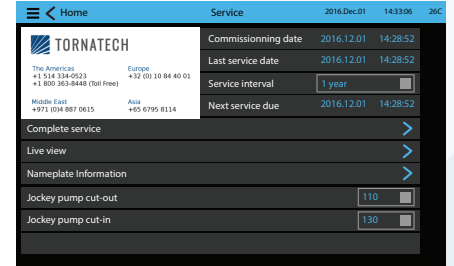 Home Service 2016.Dec.01 14:33:06 26C
TORNATECH
The Americas
+1 514 334-0523
+1 800 363-8448 (Toll Free)
Europe
+32 (0) 10 84 40 01
Middle East
+971 (0)4 887 0615
Asia
+65 6795 8114
Commissionning date 2016.12.01 14:28:52
Last service date 2016.12.01 14:28:52
Service interval 1 year
Next service due 2016.12.01 14:28:52
Complete service
Live view
Nameplate Information
Jockey pump cut-out 110
Jockey pump cut-in 130